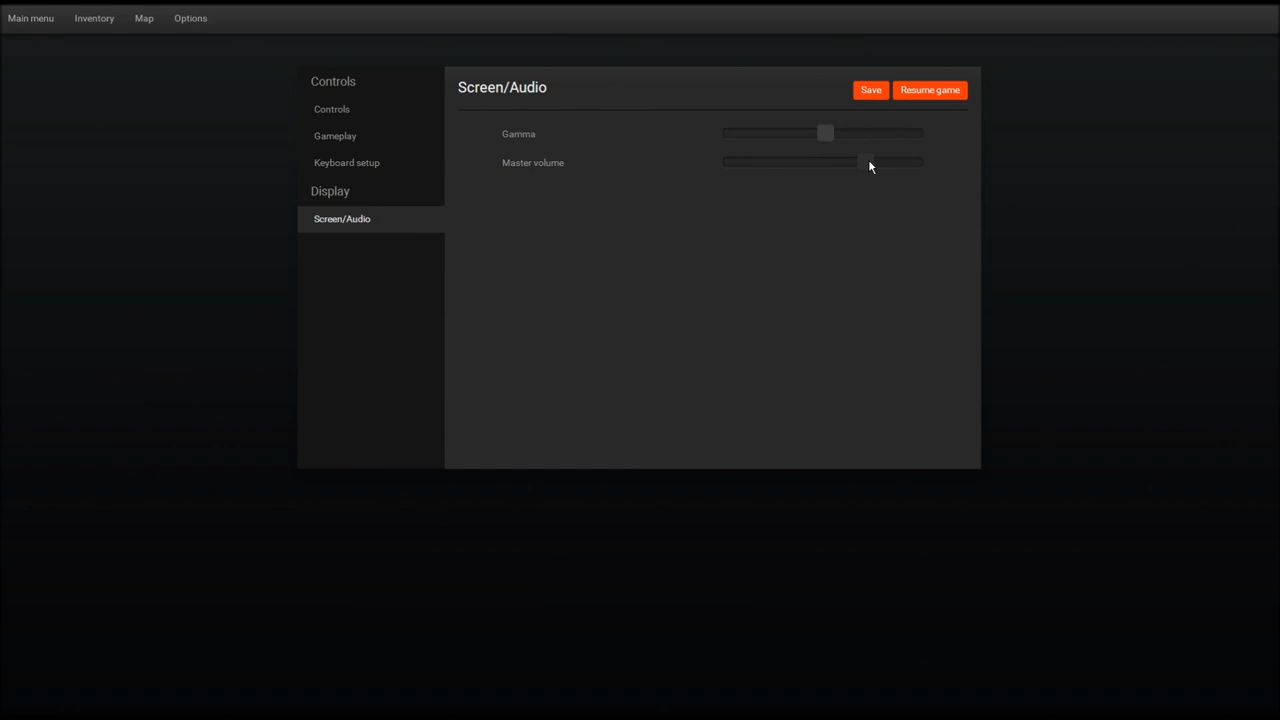 Main menu Inventory Map Options
Controls
Controls
Gameplay
Keyboard setup
Display
Screen/Audio
Screen/Audio
Save Resume game
Gamma
Master volume